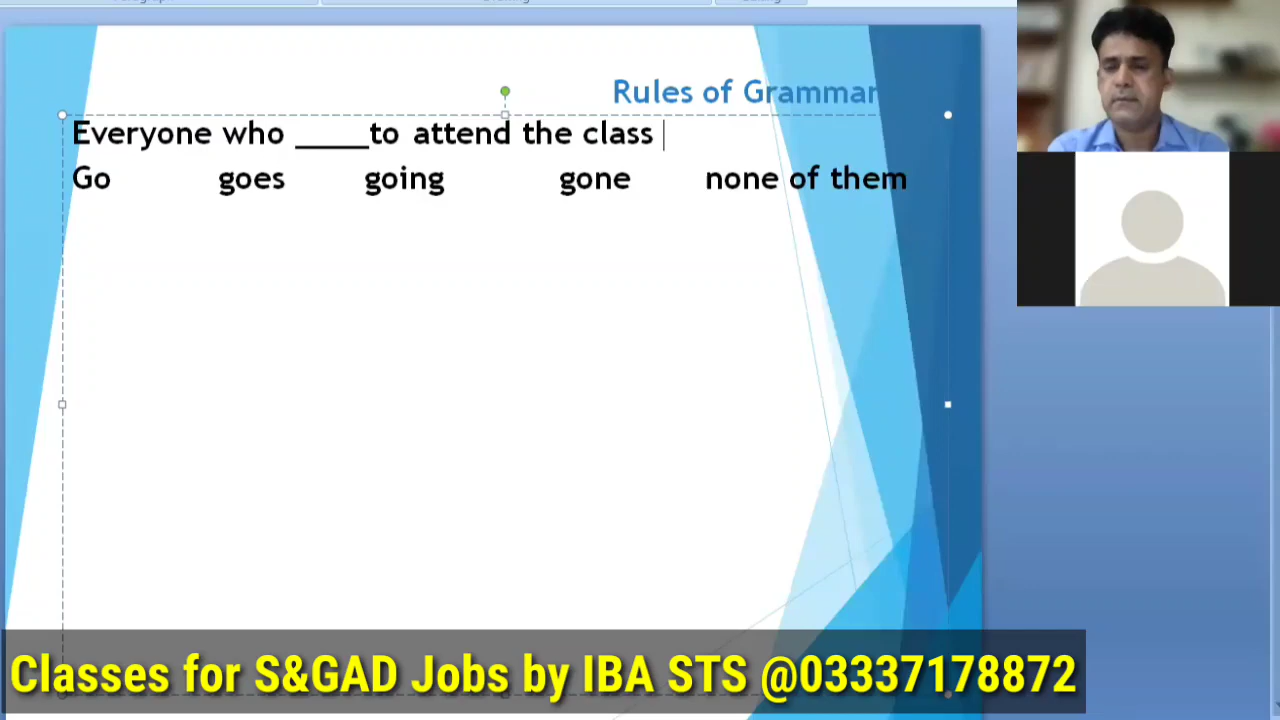 Rules of Grammar
Everyone who _____to attend the class
Go goes going gone none of them
Classes for S&GAD Jobs by IBA STS @03337178872